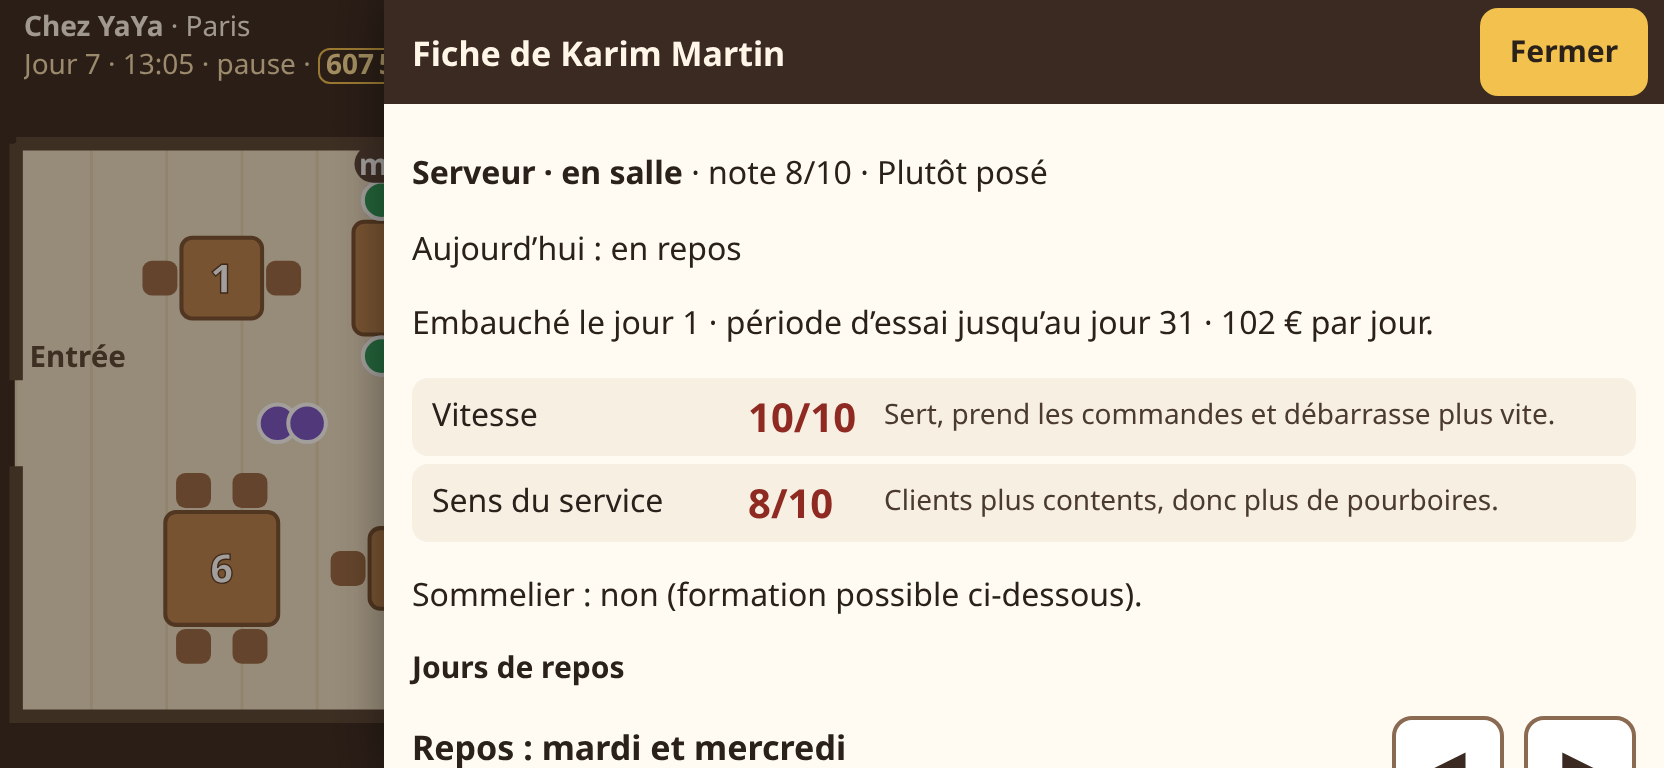 Chez YaYa · Paris
Jour 7 · 13:05 · pause · 607
Fiche de Karim Martin
Fermer
1
Entrée
6
Serveur · en salle · note 8/10 · Plutôt posé
Aujourd’hui : en repos
Embauché le jour 1 · période d’essai jusqu’au jour 31 · 102 € par jour.
Vitesse 10/10 Sert, prend les commandes et débarrasse plus vite.
Sens du service 8/10 Clients plus contents, donc plus de pourboires.
Sommelier : non (formation possible ci-dessous).
Jours de repos
Repos : mardi et mercredi